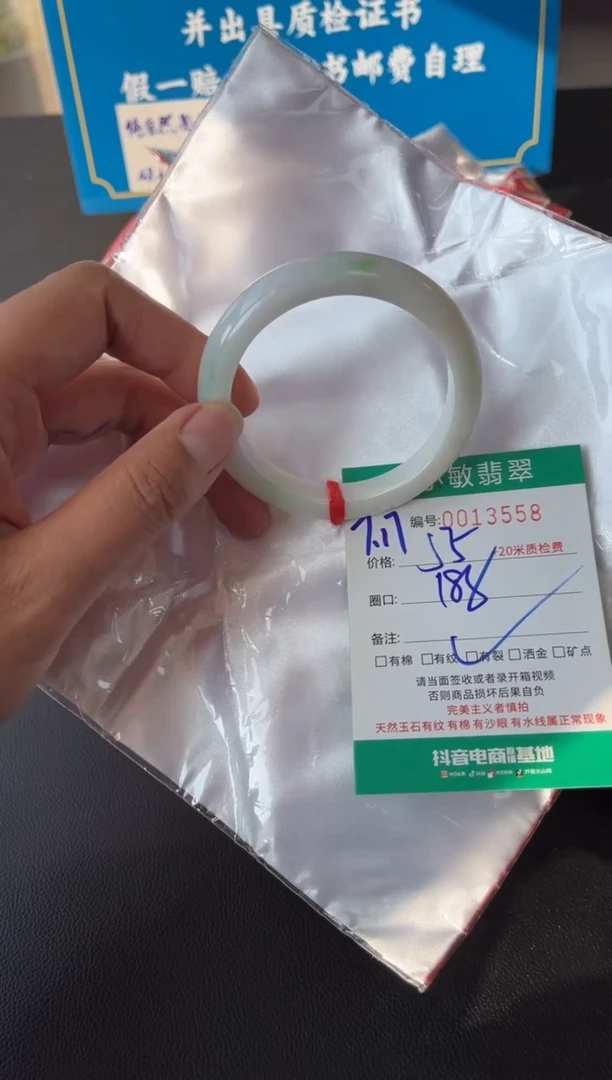 并出具质检证书
假一赔 书邮费自理
敏翡翠
编号:0013558
7.17
价格: 55 +20米质检费
圈口: 188
备注:
□有棉 □有纹 □有裂 □洒金 □矿点
请当面签收或者录开箱视频
否则商品损坏后果自负
完美主义者慎拍
天然玉石有纹有棉有沙眼有水线属正常现象
抖音电商直播基地